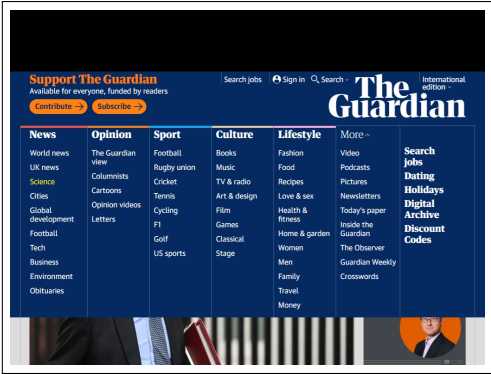 Support The Guardian
Available for everyone, funded by readers
Contribute →
Subscribe →
Search jobs
Sign in
Search
International
edition
The
Guardian
News
World news
UK news
Science
Cities
Global
development
Football
Tech
Business
Environment
Obituaries
Opinion
The Guardian
view
Columnists
Cartoons
Opinion videos
Letters
Sport
Football
Rugby union
Cricket
Tennis
Cycling
F1
Golf
US sports
Culture
Books
Music
TV & radio
Art & design
Film
Games
Classical
Stage
Lifestyle
Fashion
Food
Recipes
Love & sex
Health &
fitness
Home & garden
Women
Men
Family
Travel
Money
More
Video
Podcasts
Pictures
Newsletters
Today's paper
Inside the
Guardian
The Observer
Guardian Weekly
Crosswords
Search
jobs
Dating
Holidays
Digital
Archive
Discount
Codes